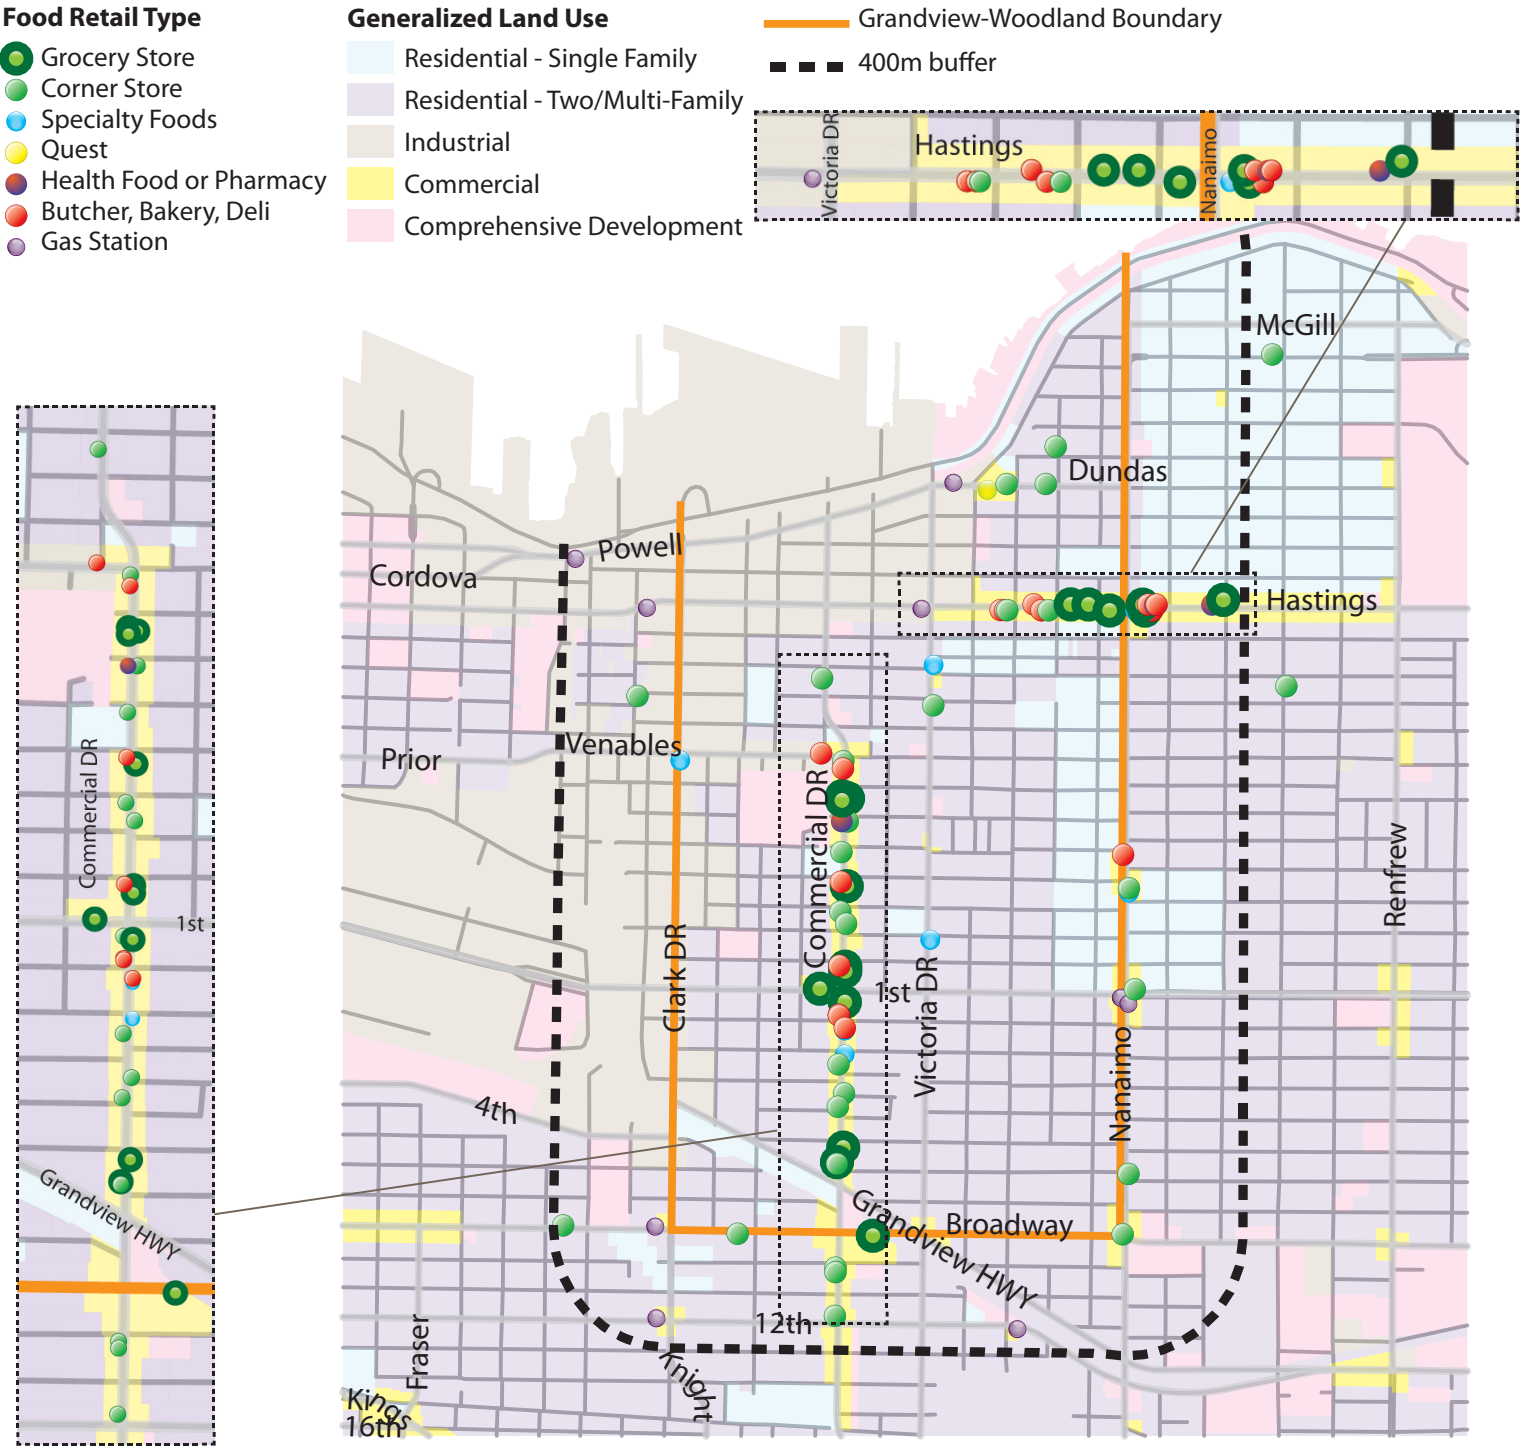 Food Retail Type
Grocery Store
Corner Store
Specialty Foods
Quest
Health Food or Pharmacy
Butcher, Bakery, Deli
Gas Station
Generalized Land Use
Residential - Single Family
Residential - Two/Multi-Family
Industrial
Commercial
Comprehensive Development
Grandview-Woodland Boundary
400m buffer
Victoria DR
Hastings
Nanaimo
McGill
Dundas
Powell
Cordova
Hastings
Venables
Prior
Commercial DR
Commercial DR
1st
Renfrew
Clark DR
1st
Victoria DR
Nanaimo
4th
Grandview HWY
Grandview HWY
Broadway
12th
Fraser
Knight
Kings
16th